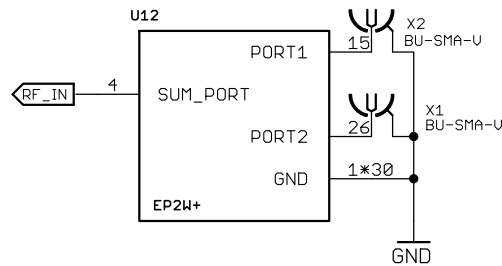 U12
X2
BU-SMA-V
15
PORT1
4
RF_IN
SUM_PORT
X1
BU-SMA-V
26
PORT2
1*30
GND
EP2W+
GND